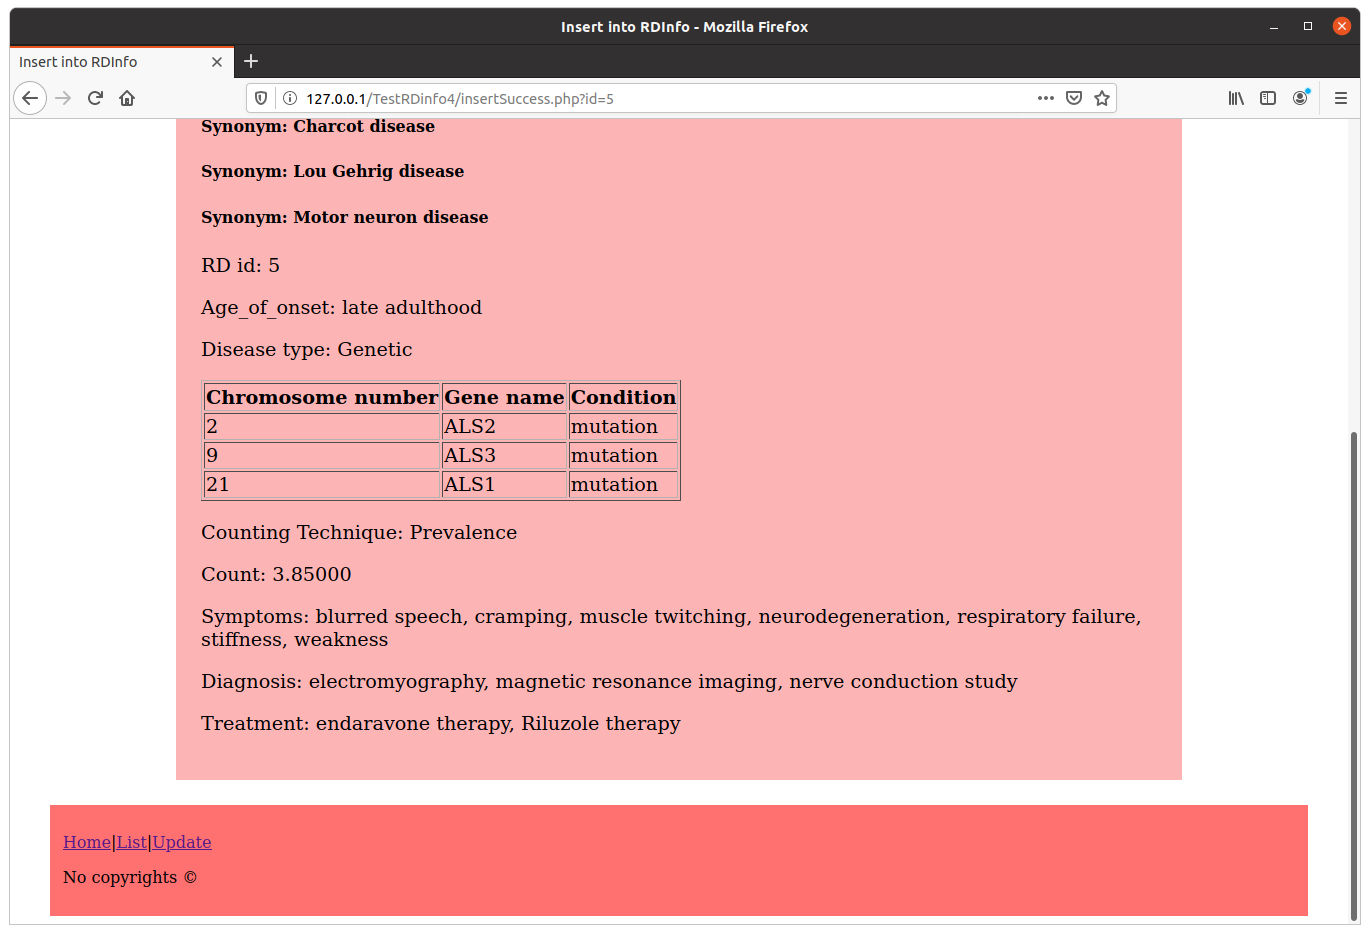 Insert into RDInfo - Mozilla Firefox
Insert into RDInfo
127.0.0.1/TestRDinfo4/insertSuccess.php?id=5
Synonym: Charcot disease
Synonym: Lou Gehrig disease
Synonym: Motor neuron disease
RD id: 5
Age_of_onset: late adulthood
Disease type: Genetic
Chromosome number Gene name Condition
2 ALS2 mutation
9 ALS3 mutation
21 ALS1 mutation
Counting Technique: Prevalence
Count: 3.85000
Symptoms: blurred speech, cramping, muscle twitching, neurodegeneration, respiratory failure,
stiffness, weakness
Diagnosis: electromyography, magnetic resonance imaging, nerve conduction study
Treatment: endaravone therapy, Riluzole therapy
Home|List|Update
No copyrights ©